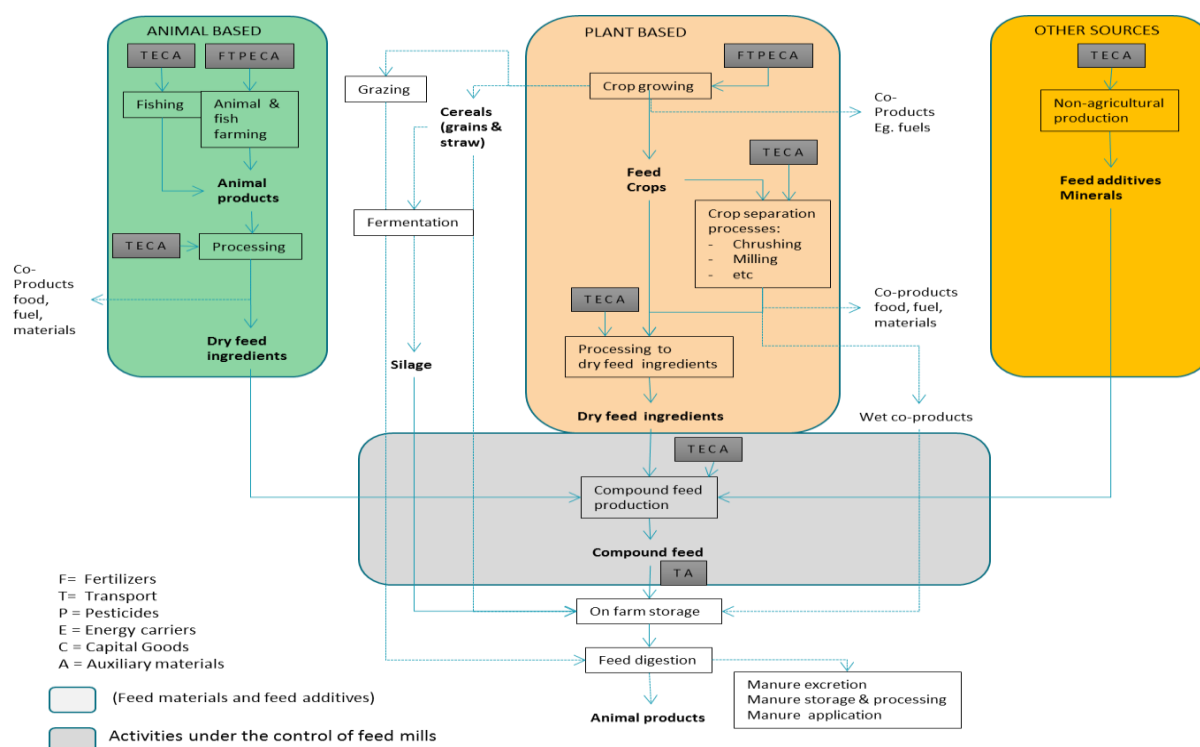 ANIMAL BASED
TECA
FTPECA
Fishing
Animal &
fish
farming
Animal
products
TECA
Processing
Co-
Products
food,
fuel,
materials
Dry feed
ingredients
Grazing
Cereals
(grains &
straw)
Fermentation
Silage
PLANT BASED
FTPECA
Crop growing
Co-
Products
Eg. fuels
TECA
Feed
Crops
Crop separation
processes:
- Chrushing
- Milling
- etc
TECA
Co-products
food, fuel,
materials
Processing to
dry feed ingredients
Dry feed ingredients
Wet co-products
OTHER SOURCES
TECA
Non-agricultural
production
Feed additives
Minerals
TECA
Compound feed
production
Compound feed
TA
On farm storage
Feed digestion
Manure excretion
Manure storage & processing
Manure application
Animal products
F= Fertilizers
T= Transport
P = Pesticides
E = Energy carriers
C = Capital Goods
A = Auxiliary materials
(Feed materials and feed additives)
Activities under the control of feed mills